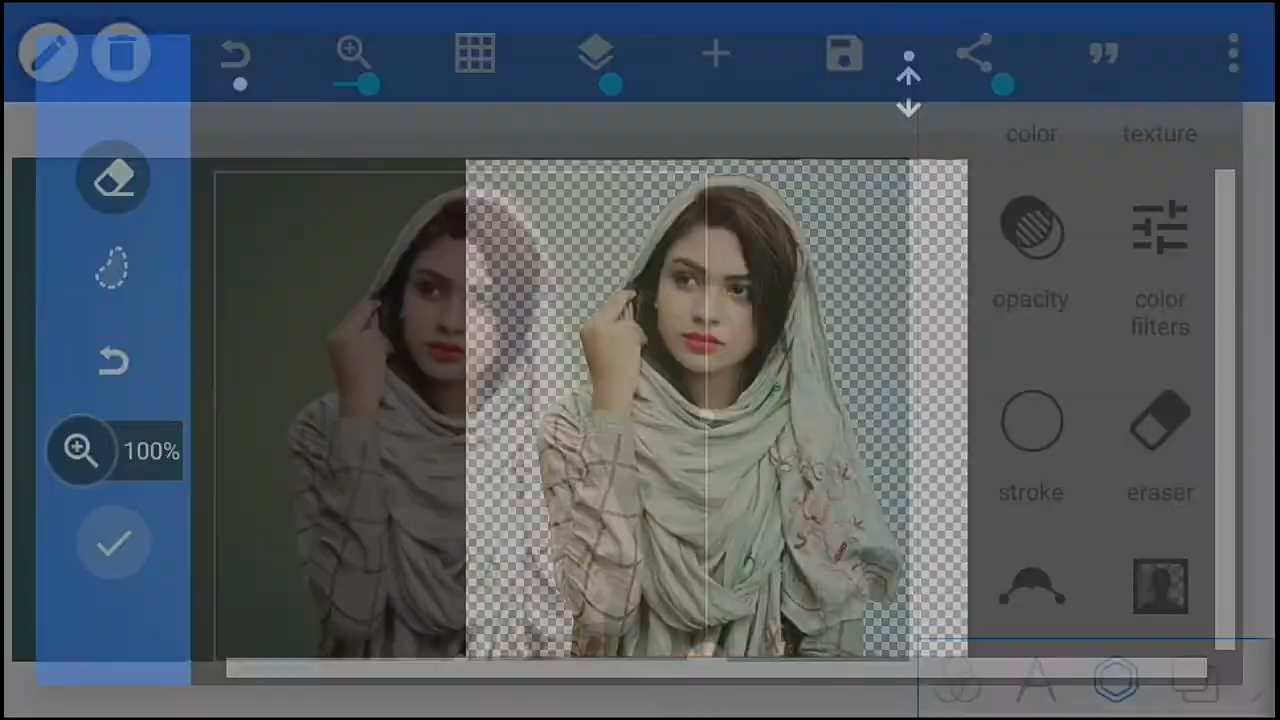 color texture
opacity color
filters
100%
stroke eraser